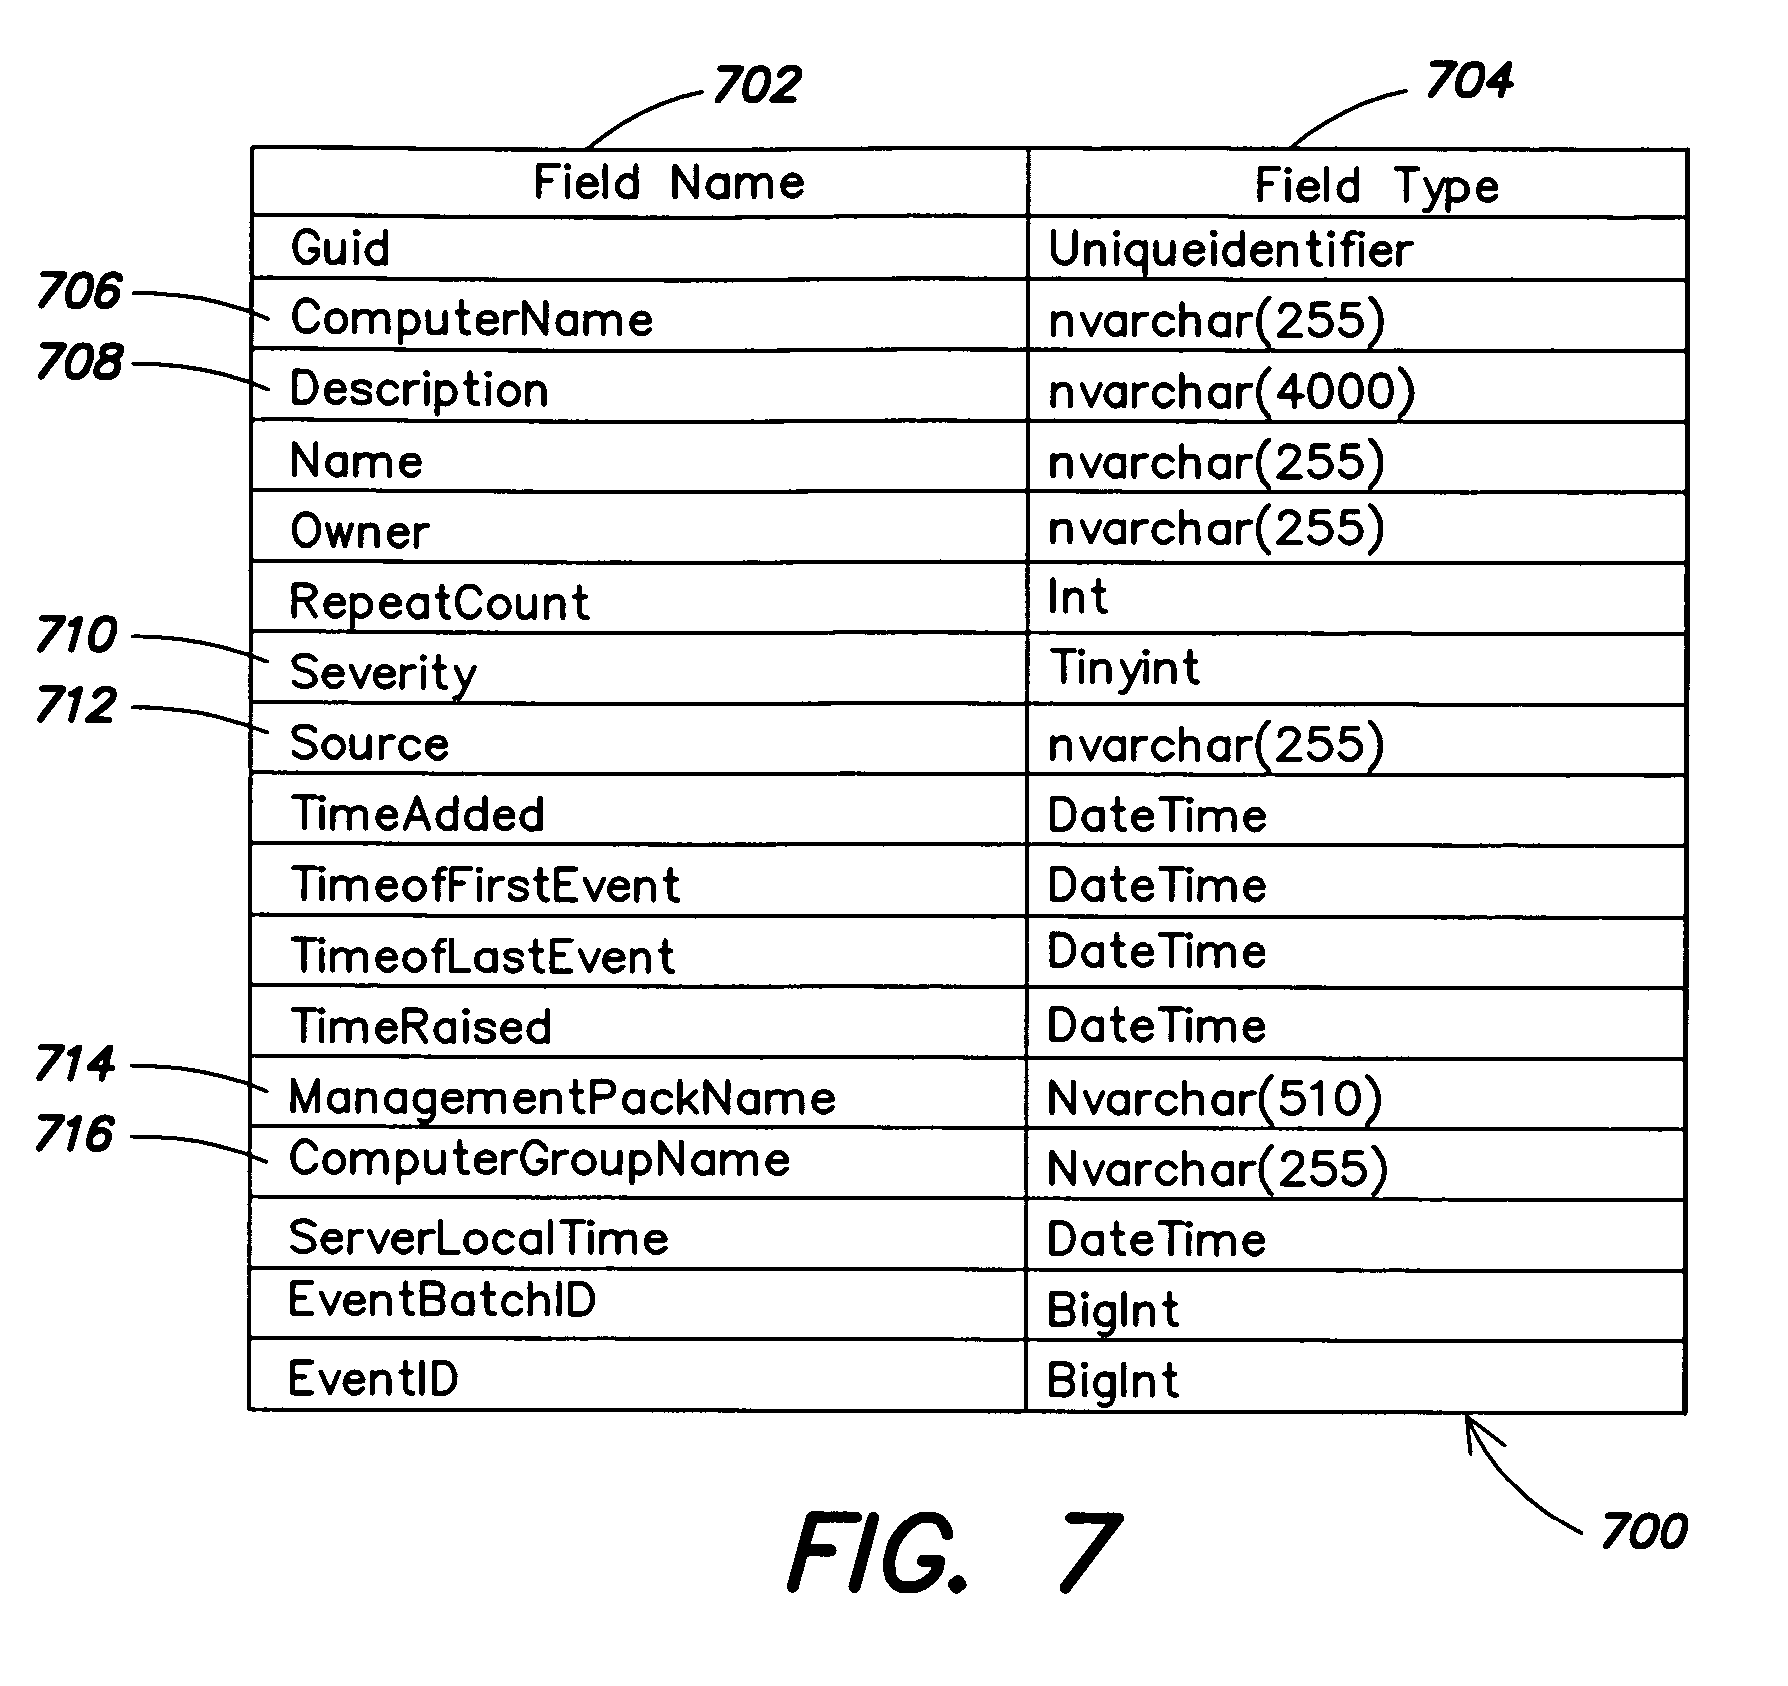 702 704
Field Name Field Type
Guid Uniqueidentifier
706 ComputerName nvarchar(255)
708 Description nvarchar(4000)
Name nvarchar(255)
Owner nvarchar(255)
RepeatCount Int
710 Severity Tinyint
712 Source nvarchar(255)
TimeAdded DateTime
TimeofFirstEvent DateTime
TimeofLastEvent DateTime
TimeRaised DateTime
714 ManagementPackName Nvarchar(510)
716 ComputerGroupName Nvarchar(255)
ServerLocalTime DateTime
EventBatchID BigInt
EventID BigInt
700
FIG. 7